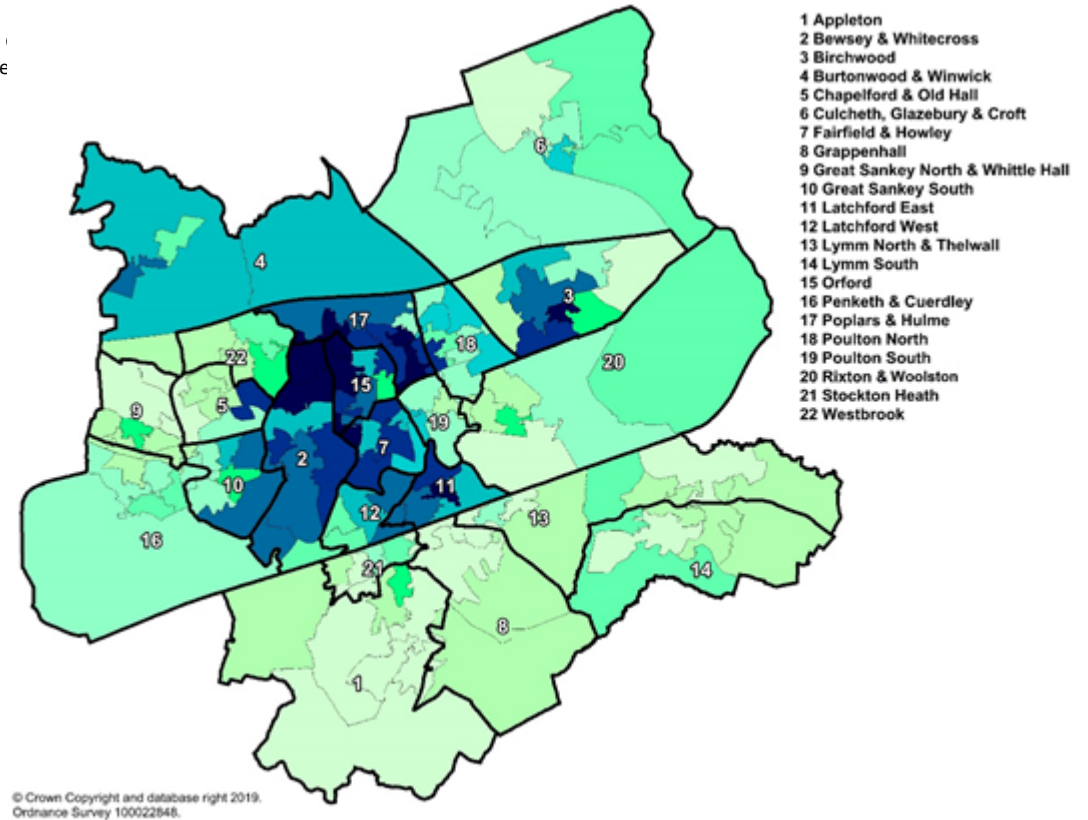 1 Appleton
2 Bewsey & Whitecross
3 Birchwood
4 Burtonwood & Winwick
5 Chapelford & Old Hall
6 Culcheth, Glazebury & Croft
7 Fairfield & Howley
8 Grappenhall
9 Great Sankey North & Whittle Hall
10 Great Sankey South
11 Latchford East
12 Latchford West
13 Lymm North & Thelwall
14 Lymm South
15 Orford
16 Penketh & Cuerdley
17 Poplars & Hulme
18 Poulton North
19 Poulton South
20 Rixton & Woolston
21 Stockton Heath
22 Westbrook
6
4
3
17
18
22
15
20
5
9
19
7
2
10
11
12
13
16
21
14
8
1
© Crown Copyright and database right 2019.
Ordnance Survey 100022848.